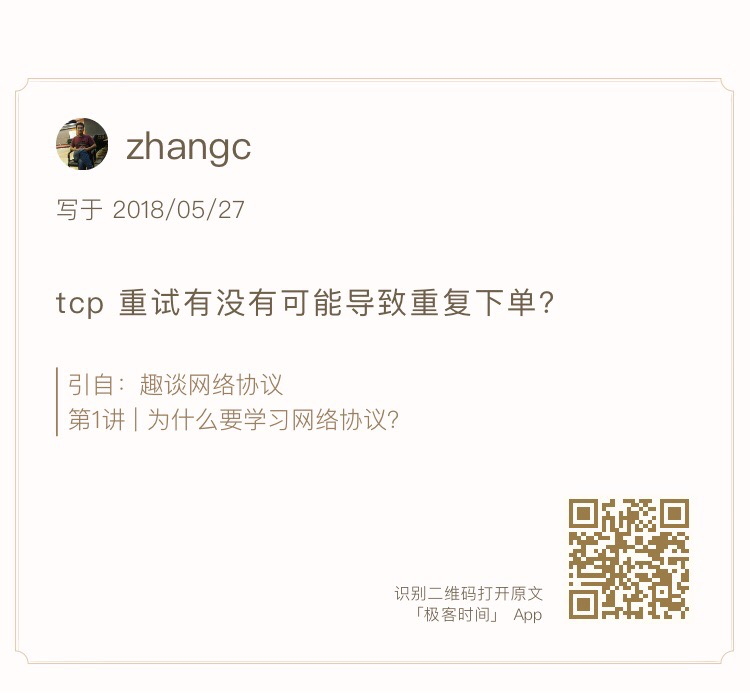 zhangc
写于 2018/05/27
tcp 重试有没有可能导致重复下单?
引自：趣谈网络协议
第1讲 | 为什么要学习网络协议?
识别二维码打开原文
「极客时间」 App